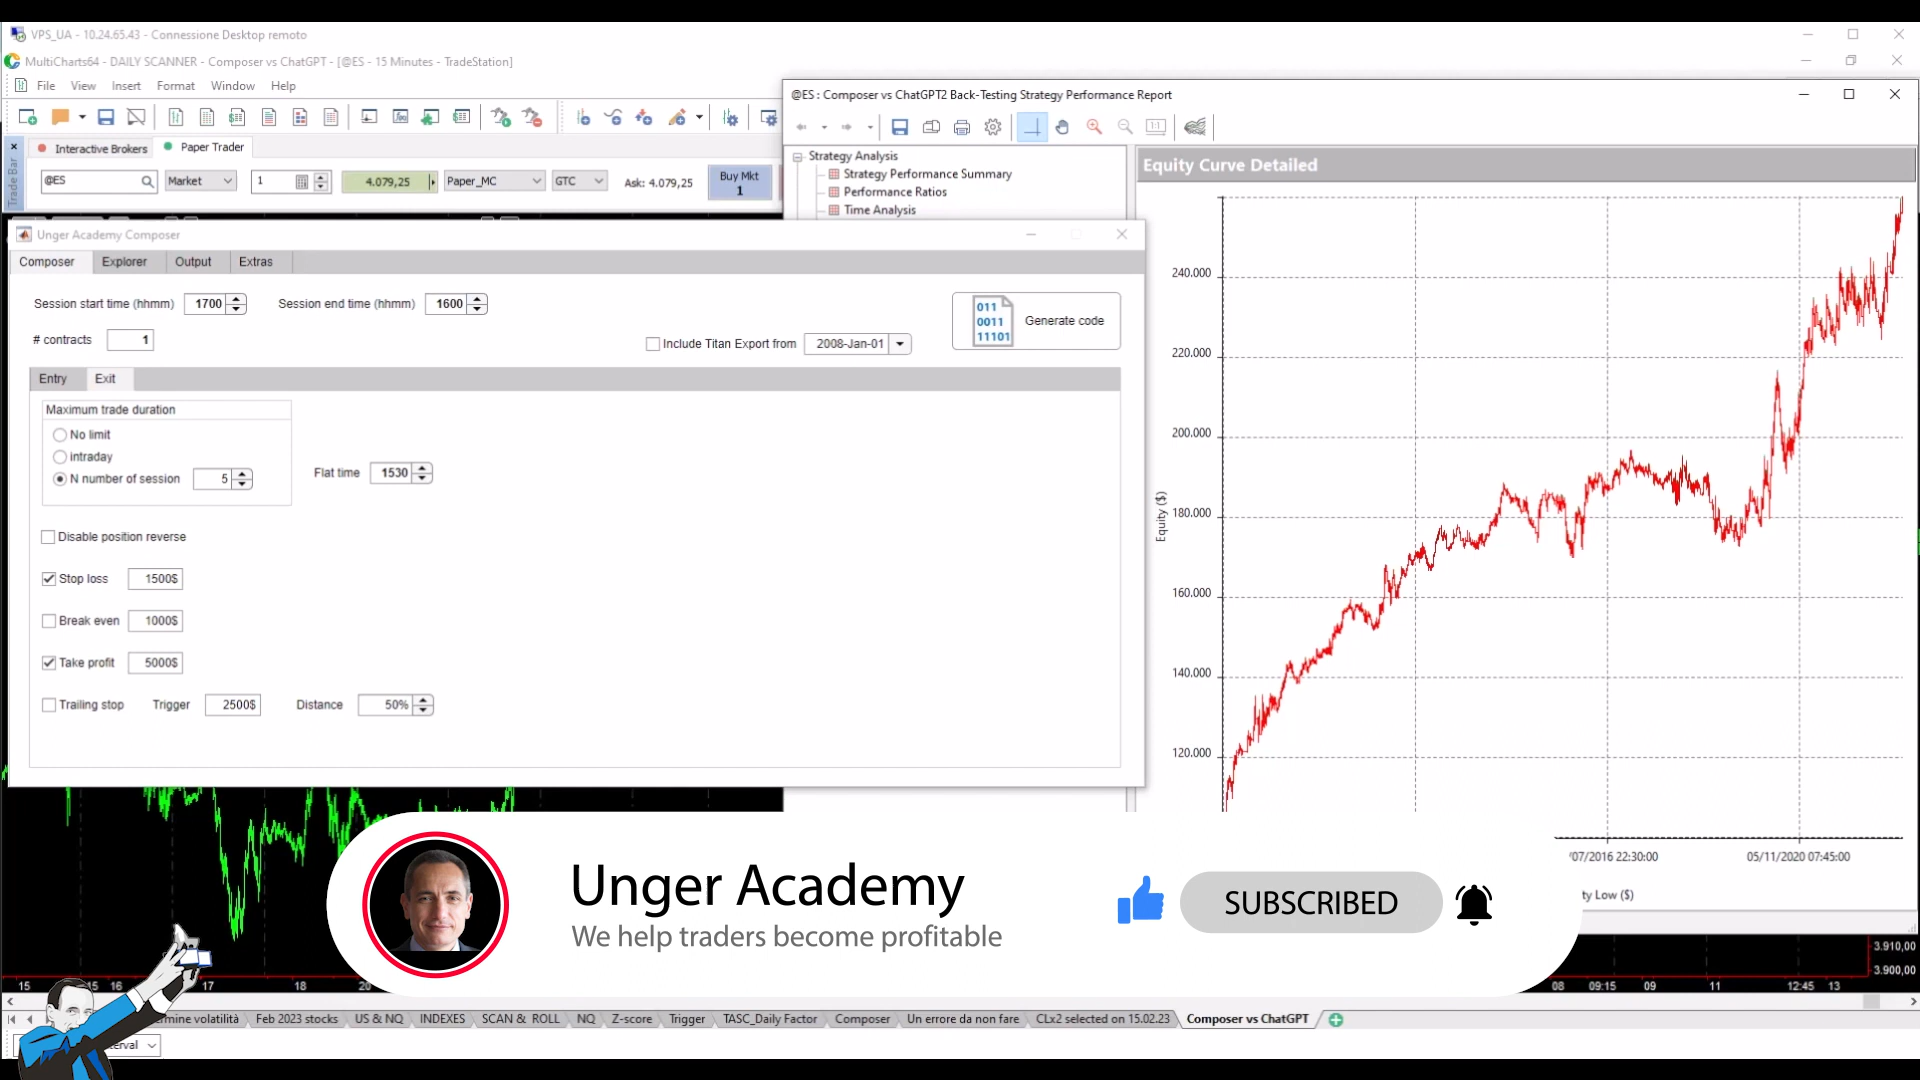 VPS_UA - 10.24.65.43 - Connessione Desktop remoto
MultiCharts64 - DAILY SCANNER - Composer vs ChatGPT - [@ES - 15 Minutes - TradeStation]
File View Insert Format Window Help
@ES : Composer vs ChatGPT2 Back-Testing Strategy Performance Report
1:1
Trade Bar
Interactive Brokers Paper Trader
@ES Market 1 4.079,25 Paper_MC GTC Ask: 4.079,25 Buy Mkt
1
Strategy Analysis
Strategy Performance Summary
Performance Ratios
Time Analysis
Equity Curve Detailed
Unger Academy Composer
Composer Explorer Output Extras
Session start time (hhmm) 1700 Session end time (hhmm) 1600
# contracts 1
Include Titan Export from 2008-Jan-01
011
0011
11101
Generate code
Entry Exit
Maximum trade duration
No limit
intraday
N number of session 5
Flat time 1530
Disable position reverse
Stop loss 1500$
Break even 1000$
Take profit 5000$
Trailing stop Trigger 2500$ Distance 50%
Equity ($)
240.000
220.000
200.000
180.000
160.000
140.000
120.000
/07/2016 22:30:00 05/11/2020 07:45:00
ty Low ($)
Unger Academy
We help traders become profitable
SUBSCRIBED
3.910,00
3.900,00
15 15 16 17 18 20 08 09:15 09 11 12:45 13
ermine volatilità Feb 2023 stocks US & NQ INDEXES SCAN & ROLL NQ Z-score Trigger TASC_Daily Factor Composer Un errore da non fare CLx2 selected on 15.02.23 Composer vs ChatGPT
erval